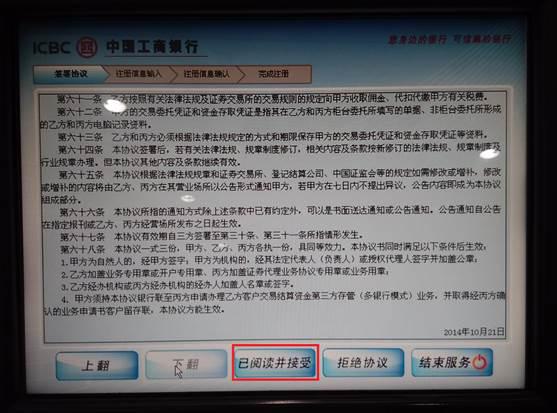 ICBC 中国工商银行
您身边的银行 可信赖的银行
签署协议 注册信息输入 注册信息确认 完成注册
第六十一条 乙方按照有关法律法规及证券交易所的交易规则的规定向甲方收取佣金、代扣代缴甲方有关税费。
第六十二条 甲方的交易委托凭证和资金存取凭证是指其在乙方和丙方柜台委托所填写的单据、非柜台委托所形成
的乙方和丙方电脑记录资料。
第六十三条 乙方和丙方必须根据法律法规规定的方式和期限保存甲方的交易委托凭证和资金存取凭证等资料。
第六十四条 本协议签署后，若有关法律法规、规章制度修订，相关内容及条款按新修订的法律法规、规章制度及
行业规章办理。但本协议其他内容及条款继续有效。
第六十五条 本协议根据法律规章和证券交易所、登记结算公司、中国证监会等的规定如需修改或增补，修改
或增补的内容将由乙方、丙方在其营业场所以公告形式通知甲方，若甲方在七日内不提出异议，公告内容即成为本协议
组成部分。
第六十六条 本协议所指的通知方式除上述条款中已有约定外，可以是书面送达通知或公告通知。公告通知自公告
在指定报刊或乙方、丙方经营场所发布之日起生效。
第六十七条 本协议有效期自三方签署至第三十条、第三十一条所指情形发生。
第六十八条 本协议一式三份，甲方、乙方、丙方各执一份，具同等效力。本协议书同时满足以下条件后生效：
1.甲方为自然人的，经甲方签字；甲方为机构的，经其法定代表人（负责人）或授权代理人签字并加盖公章；
2.乙方加盖业务专用章或开户专用章、丙方加盖证券代理业务协议专用章或业务用章；
3.乙方经办机构或丙方经办机构的经办人加盖人名章或签字。
4. 甲方须持本协议银行联至丙方申请办理乙方客户交易结算资金第三方存管（多银行模式）业务，并取得经丙方确
认的业务申请书客户留存联，本协议方能生效。
2014年10月21日
上翻 下翻 已阅读并接受 拒绝协议 结束服务